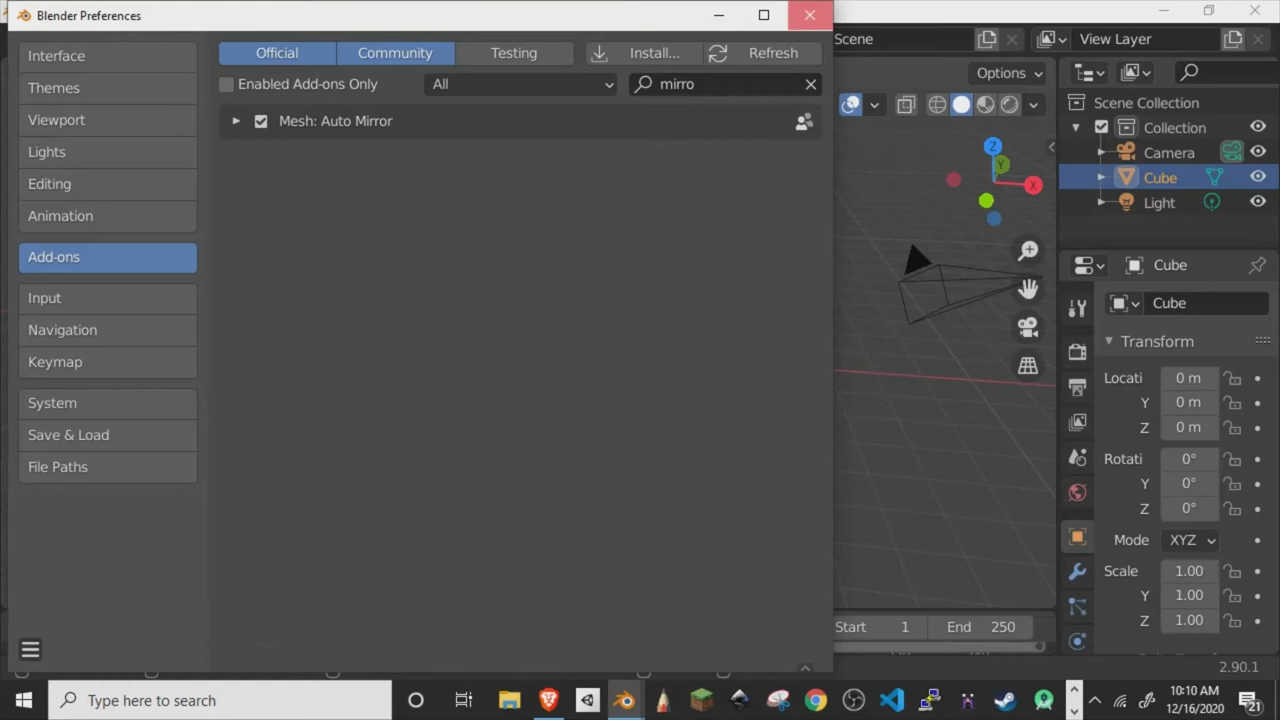 Blender Preferences
Interface
Themes
Viewport
Lights
Editing
Animation
Add-ons
Input
Navigation
Keymap
System
Save & Load
File Paths
Official
Community
Testing
Install...
Refresh
Enabled Add-ons Only
All
mirro
Mesh: Auto Mirror
Scene
View Layer
Options
Z
Y
X
Scene Collection
Collection
Camera
Cube
Light
Cube
Cube
Transform
Locati 0 m
Y 0 m
Z 0 m
Rotati 0°
Y 0°
Z 0°
Mode XYZ
Scale 1.00
Y 1.00
Z 1.00
Start 1
End 250
2.90.1
Type here to search
10:10 AM
12/16/2020
21